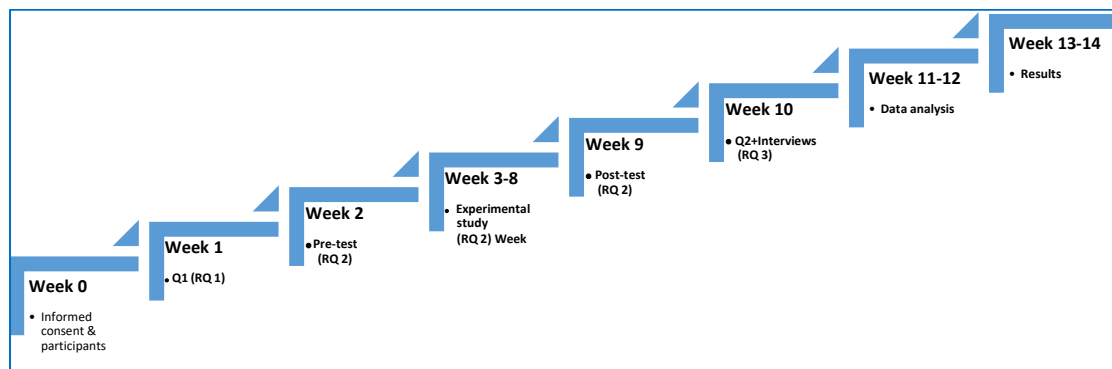 Week 0
• Informed
consent &
participants
Week 1
• Q1 (RQ 1)
Week 2
•Pre-test
(RQ 2)
Week 3-8
• Experimental
study
(RQ 2) Week
Week 9
•Post-test
(RQ 2)
Week 10
•Q2+Interviews
(RQ 3)
Week 11-12
• Data analysis
Week 13-14
• Results